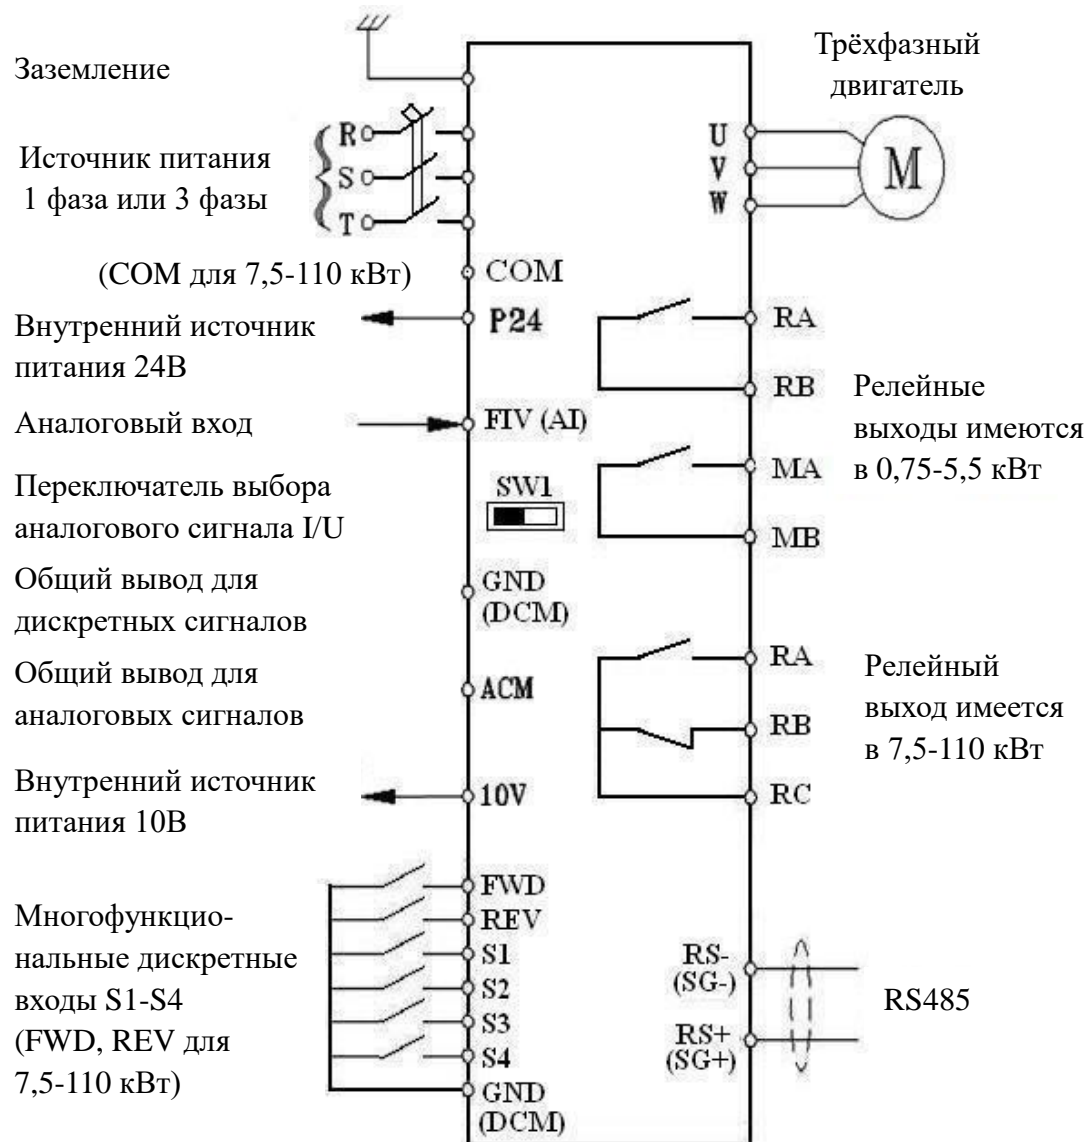 Заземление
Источник питания
1 фаза или 3 фазы
R
S
T
(COM для 7,5-110 кВт)
COM
Внутренний источник
питания 24В
P24
Аналоговый вход
FIV (AI)
Переключатель выбора
аналогового сигнала I/U
SW1
Общий вывод для
дискретных сигналов
GND
(DCM)
Общий вывод для
аналоговых сигналов
ACM
Внутренний источник
питания 10В
10V
Многофункцио-
нальные дискретные
входы S1-S4
(FWD, REV для
7,5-110 кВт)
FWD
REV
S1
S2
S3
S4
GND
(DCM)
Трёхфазный
двигатель
U
V
W
M
RA
RB
MA
MB
Релейные
выходы имеются
в 0,75-5,5 кВт
RA
RB
RC
Релейный
выход имеется
в 7,5-110 кВт
RS-
(SG-)
RS+
(SG+)
RS485